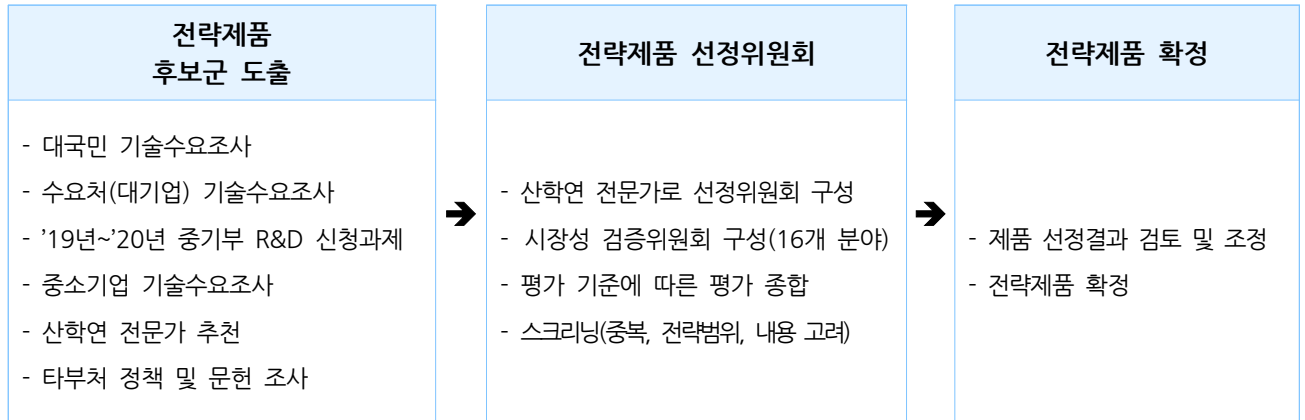 전략제품
후보군 도출
- 대국민 기술수요조사
- 수요처(대기업) 기술수요조사
- ’19년~’20년 중기부 R&D 신청과제
- 중소기업 기술수요조사
- 산학연 전문가 추천
- 타부처 정책 및 문헌 조사
전략제품 선정위원회
- 산학연 전문가로 선정위원회 구성
- 시장성 검증위원회 구성(16개 분야)
- 평가 기준에 따른 평가 종합
- 스크리닝(중복, 전략범위, 내용 고려)
전략제품 확정
- 제품 선정결과 검토 및 조정
- 전략제품 확정